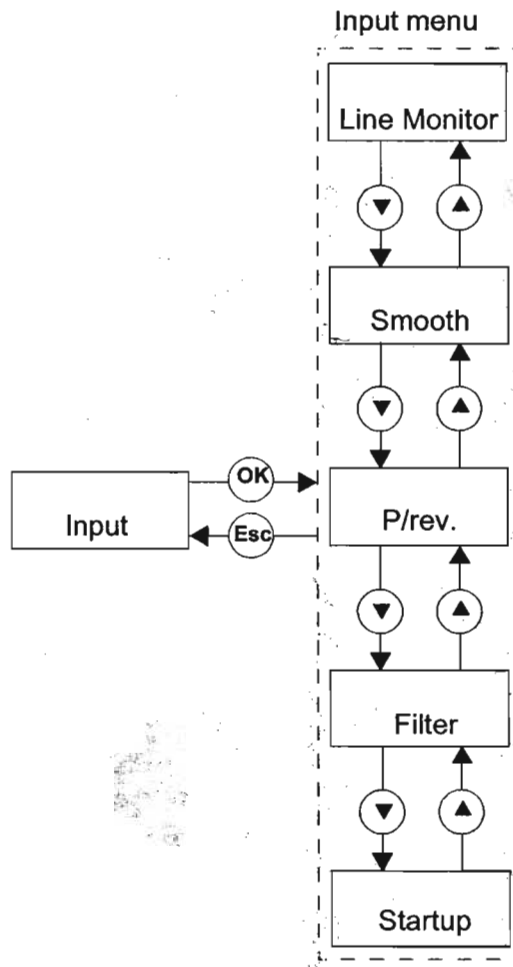 Input menu
Line Monitor
▼ ▲
Smooth
▼ ▲
OK
P/rev.
Input
Esc
▼ ▲
Filter
▼ ▲
Startup